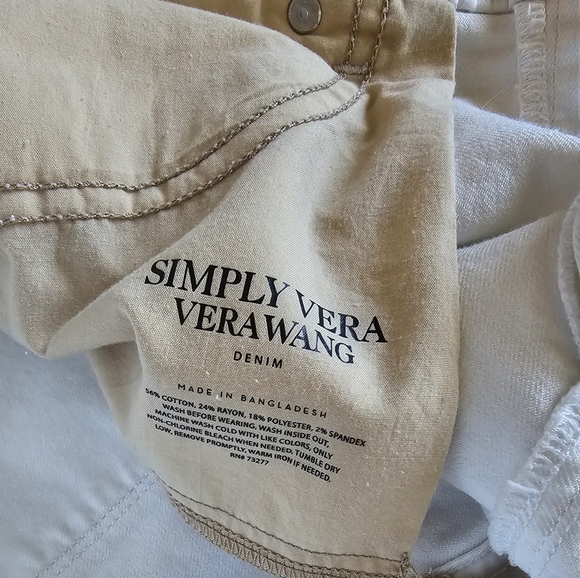 SIMPLY VERA
VERA WANG
DENIM
MADE IN BANGLADESH
56% COTTON, 24% RAYON, 18% POLYESTER, 2% SPANDEX
WASH BEFORE WEARING, WASH INSIDE OUT,
MACHINE WASH COLD WITH LIKE COLORS, ONLY
NON-CHLORINE BLEACH WHEN NEEDED, TUMBLE DRY
LOW, REMOVE PROMPTLY, WARM IRON IF NEEDED.
RN# 73277